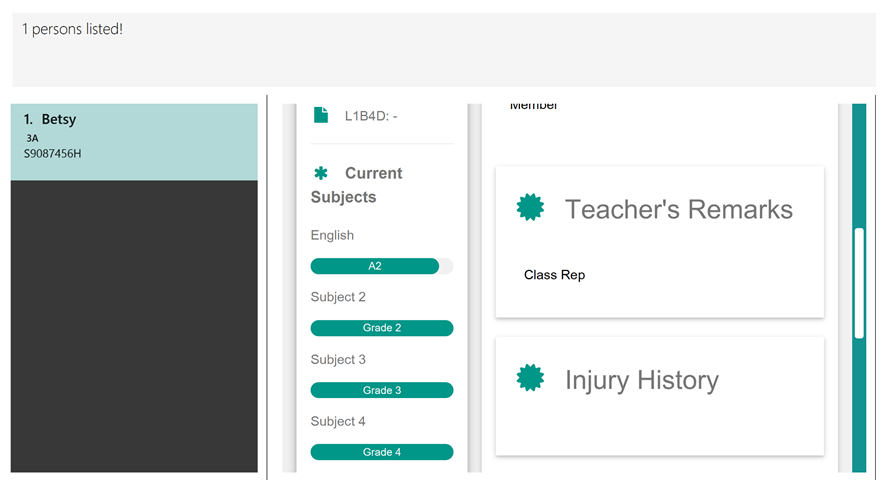 1 persons listed!
1. Betsy
3A
S9087456H
L1B4D: -
Current
Subjects
English
A2
Subject 2
Grade 2
Subject 3
Grade 3
Subject 4
Grade 4
Member
Teacher's Remarks
Class Rep
Injury History